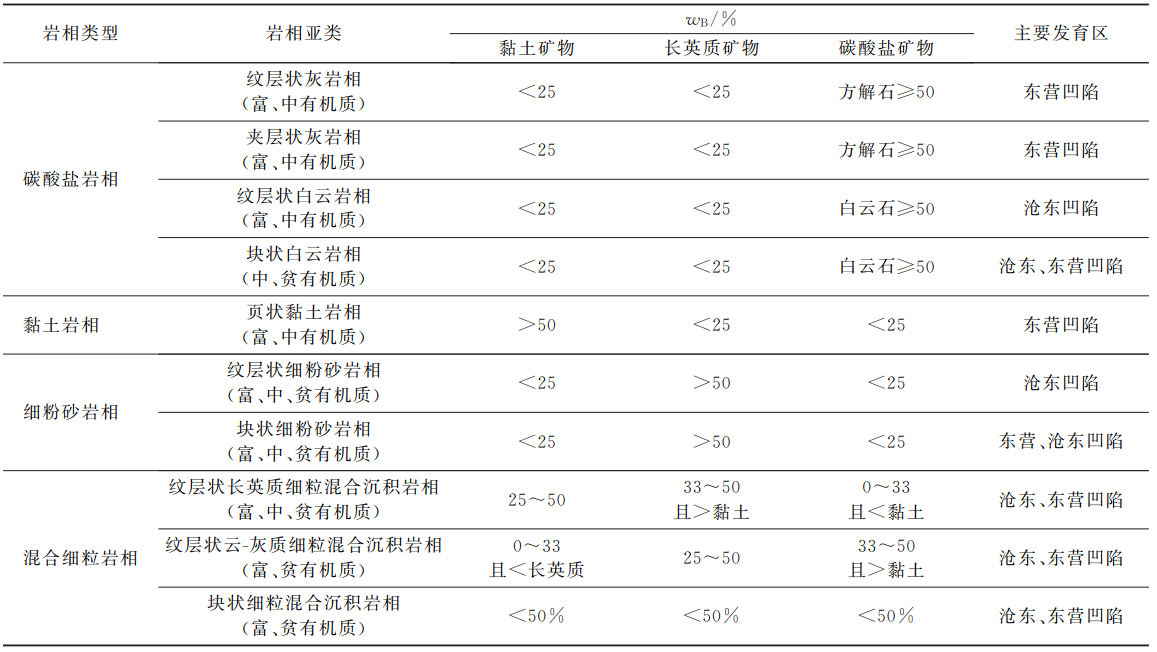 岩相类型 岩相亚类 wB/% 主要发育区
黏土矿物 长英质矿物 碳酸盐矿物
碳酸盐岩相
纹层状灰岩相
（富、中有机质）
＜25 ＜25 方解石≥50 东营凹陷
夹层状灰岩相
（富、中有机质）
＜25 ＜25 方解石≥50 东营凹陷
纹层状白云岩相
（富、中有机质）
＜25 ＜25 白云石≥50 沧东凹陷
块状白云岩相
（中、贫有机质）
＜25 ＜25 白云石≥50 沧东、东营凹陷
黏土岩相
页状黏土岩相
（富、中有机质）
＞50 ＜25 ＜25 东营凹陷
细粉砂岩相
纹层状细粉砂岩相
（富、中、贫有机质）
＜25 ＞50 ＜25 沧东凹陷
块状细粉砂岩相
（富、中、贫有机质）
＜25 ＞50 ＜25 东营、沧东凹陷
混合细粒岩相
纹层状长英质细粒混合沉积岩相
（富、中、贫有机质）
25～50
33～50
且＞黏土
0～33
且＜黏土
沧东、东营凹陷
纹层状云-灰质细粒混合沉积岩相
（富、贫有机质）
0～33
且＜长英质
25～50
33～50
且＞黏土
沧东、东营凹陷
块状细粒混合沉积岩相
（富、贫有机质）
＜50% ＜50% ＜50% 沧东、东营凹陷